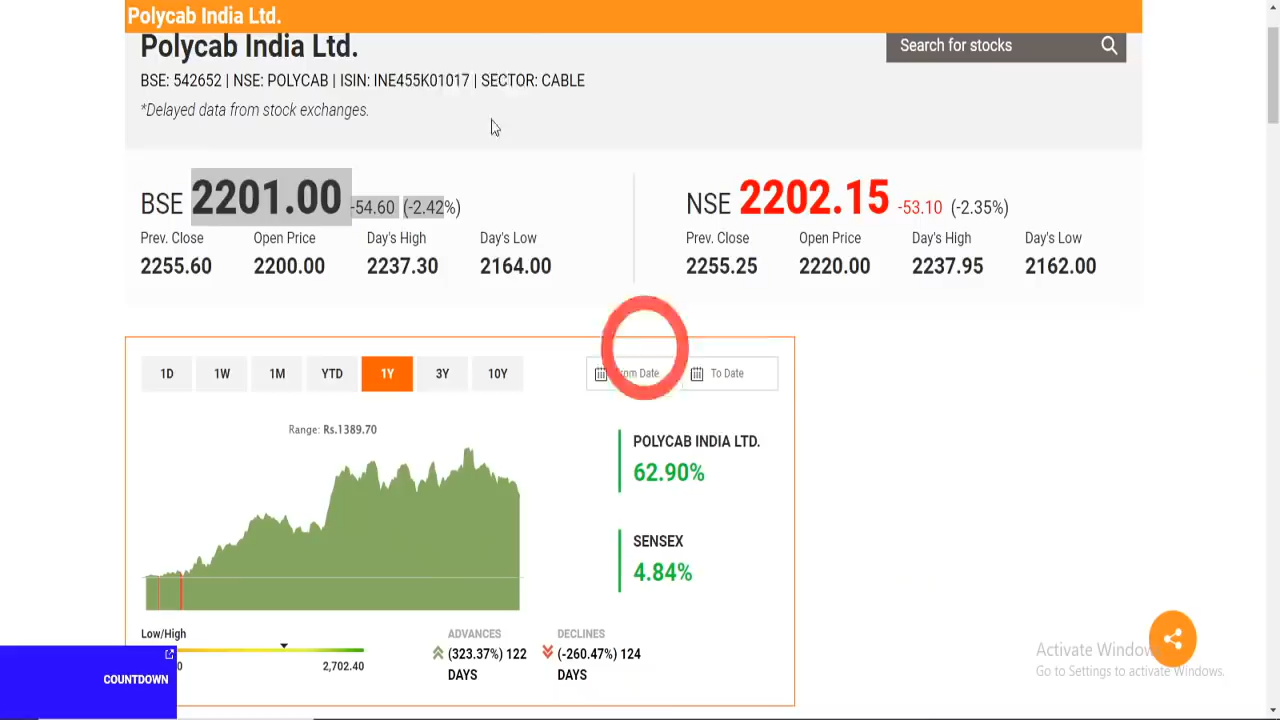 Polycab India Ltd.
Polycab India Ltd.
Search for stocks
BSE: 542652 | NSE: POLYCAB | ISIN: INE455K01017 | SECTOR: CABLE
*Delayed data from stock exchanges.
BSE 2201.00 -54.60 (-2.42%)
NSE 2202.15 -53.10 (-2.35%)
Prev. Close Open Price Day's High Day's Low
2255.60 2200.00 2237.30 2164.00
Prev. Close Open Price Day's High Day's Low
2255.25 2220.00 2237.95 2162.00
1D 1W 1M YTD 1Y 3Y 10Y
Date To Date
Range: Rs.1389.70
POLYCAB INDIA LTD.
62.90%
SENSEX
4.84%
Low/High
2,702.40
ADVANCES
(323.37%) 122
DAYS
DECLINES
(-260.47%) 124
DAYS
COUNTDOWN
Activate Windows
Go to Settings to activate Windows.